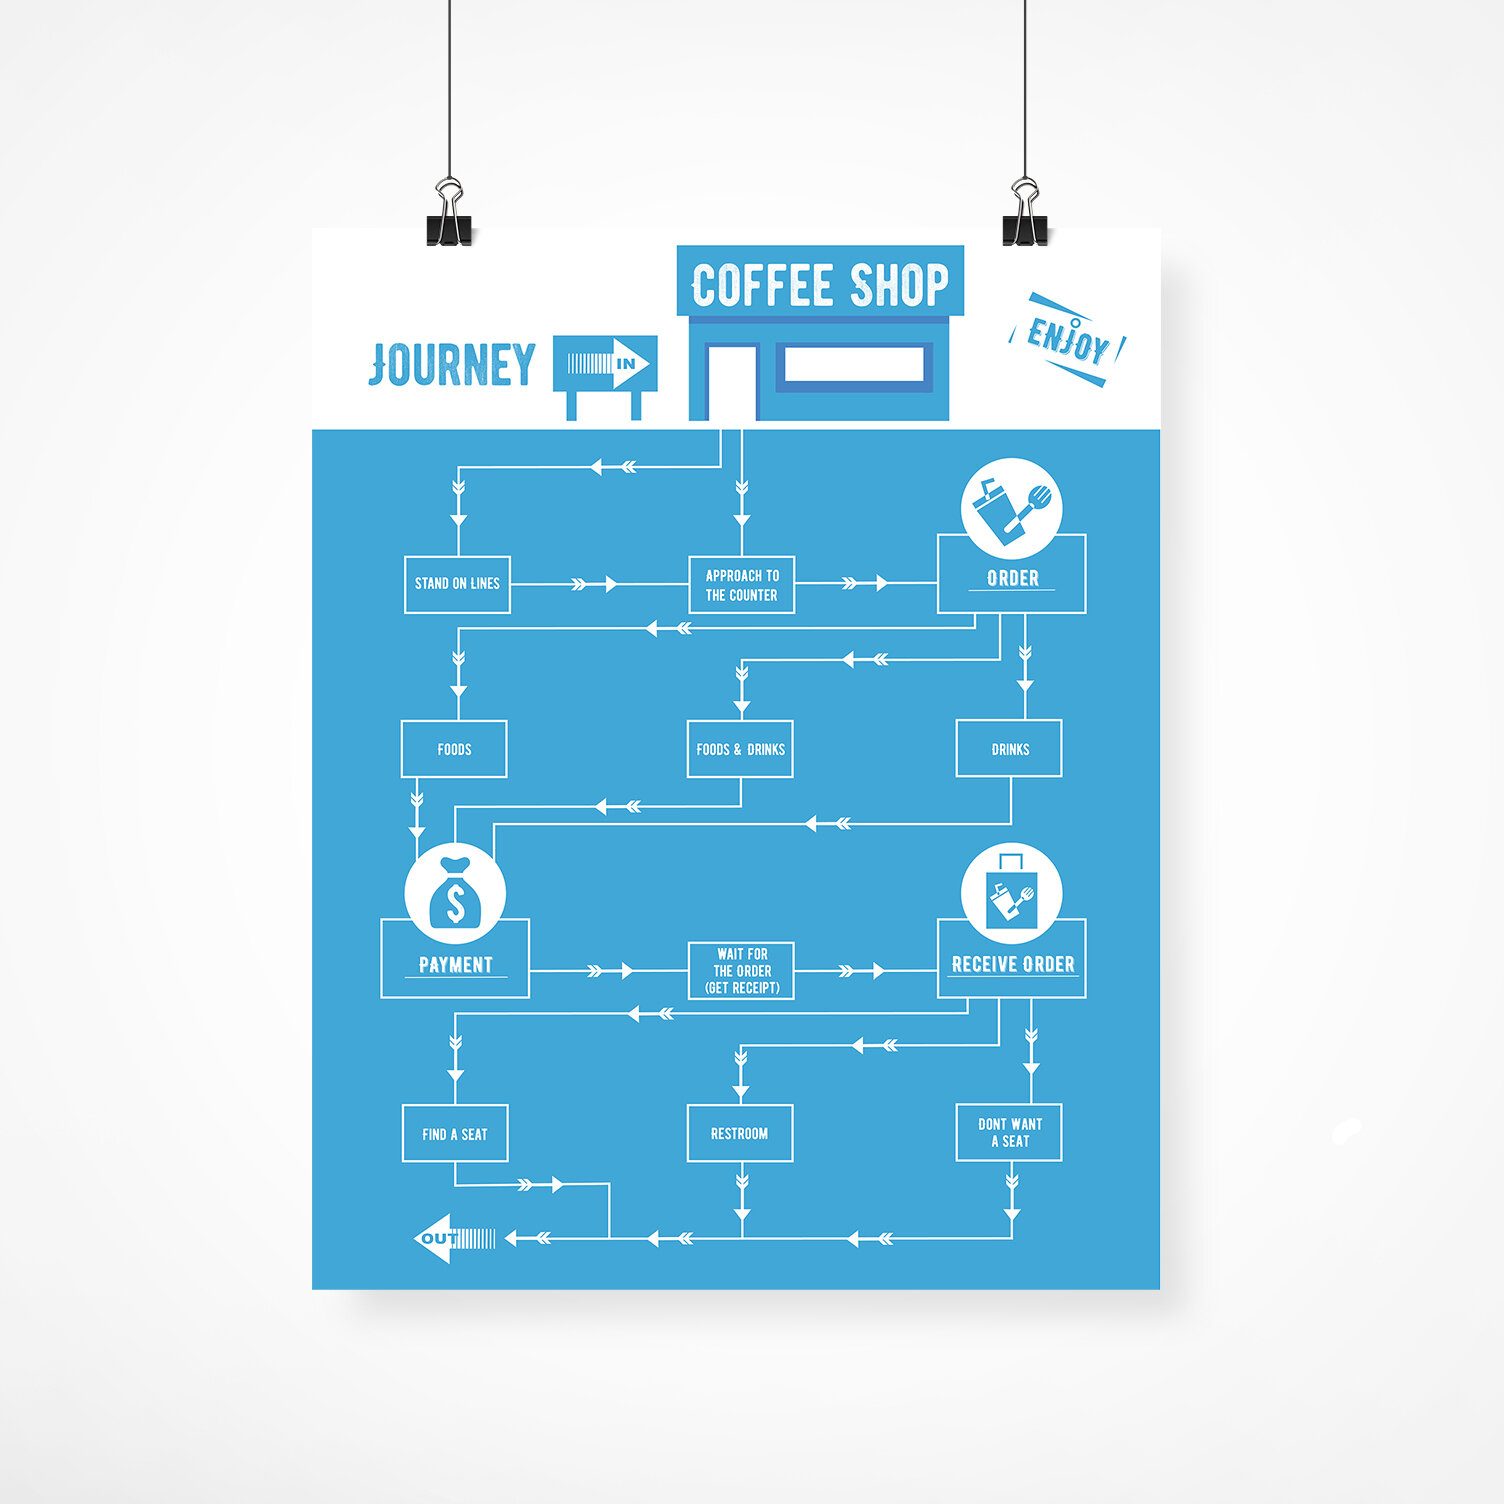 COFFEE SHOP
JOURNEY
IN
ENJOY
STAND ON LINES
APPROACH TO
THE COUNTER
ORDER
FOODS
FOODS & DRINKS
DRINKS
$
PAYMENT
WAIT FOR
THE ORDER
(GET RECEIPT)
RECEIVE ORDER
FIND A SEAT
RESTROOM
DONT WANT
A SEAT
OUT